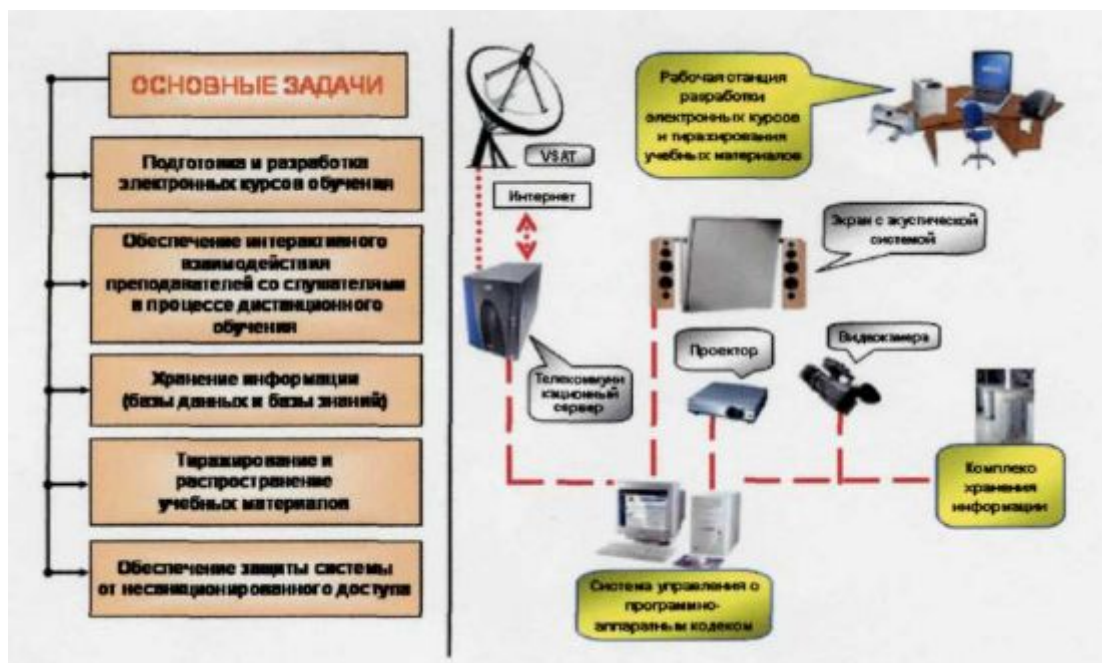 ОСНОВНЫЕ ЗАДАЧИ
Подготовка и разработка
электронных курсов обучения
Обеспечение интерактивного
взаимодействия
преподавателей со слушателями
в процессе дистанционного
обучения
Хранение информации
(базы данных и базы знаний)
Тиражирование и
распространение
учебных материалов
Обеспечение защиты системы
от несанкционированного доступа
VSAT
Интернет
Телекоммуни
кационный
сервер
Рабочая станция
разработки
электронных курсов
и тиражирования
учебных материалов
Экран с акустической
системой
Проектор
Видеокамера
Комплекс
хранения
информации
Система управления с
программно-
аппаратным кодеком